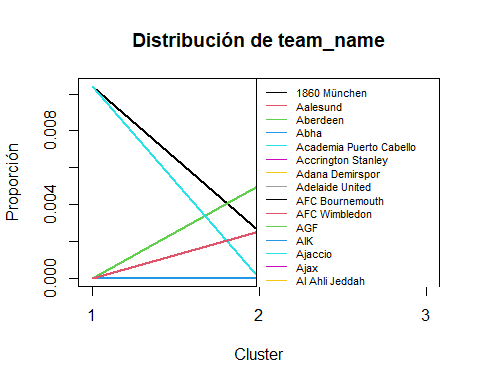 Distribución de team_name
Proporción
0.008
0.004
0.000
1860 München
Aalesund
Aberdeen
Abha
Academia Puerto Cabello
Accrington Stanley
Adana Demirspor
Adelaide United
AFC Bournemouth
AFC Wimbledon
AGF
AIK
Ajaccio
Ajax
Al Ahli Jeddah
1 2 3
Cluster